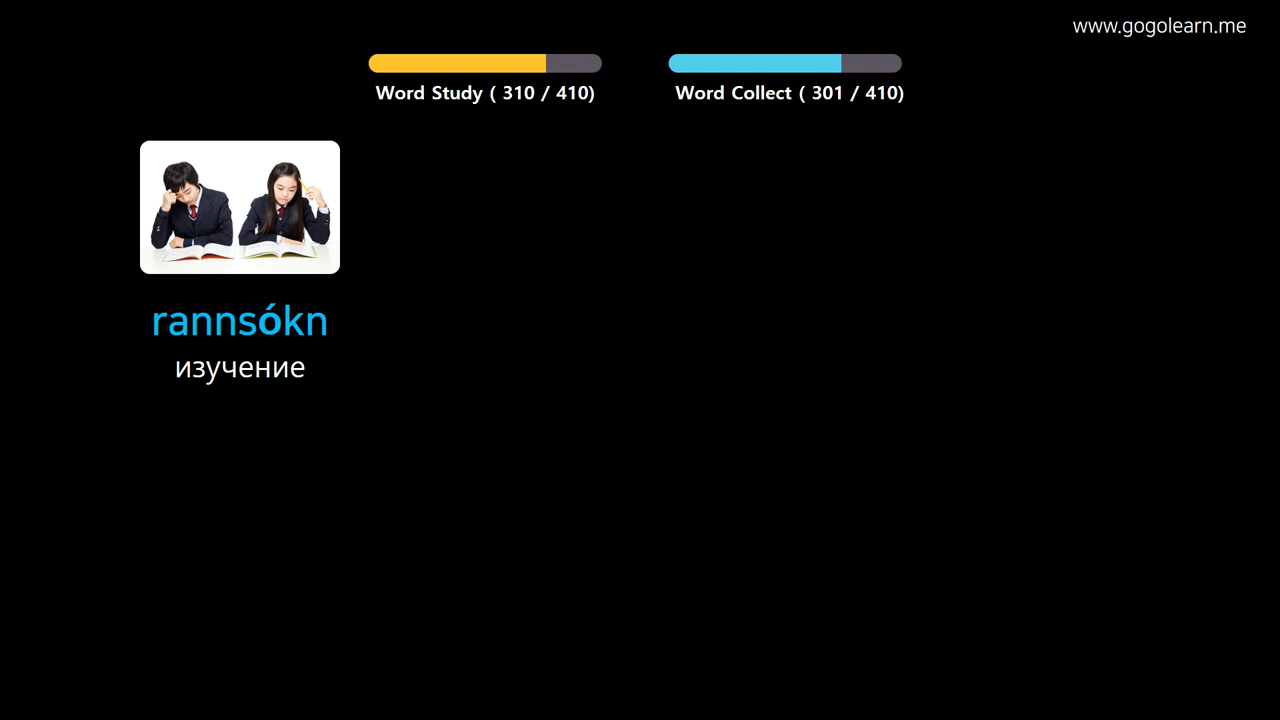 www.gogolearn.me
Word Study ( 310 / 410)
Word Collect ( 301 / 410)
rannsókn
изучение